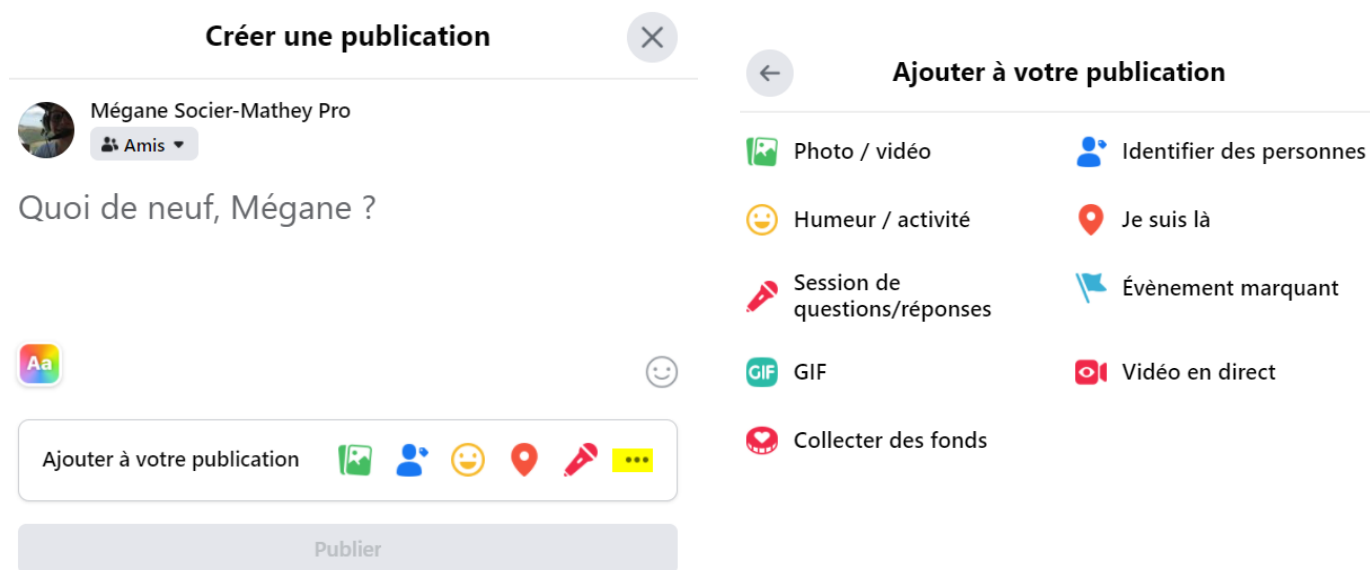 Créer une publication
Mégane Socier-Mathey Pro
Amis
Quoi de neuf, Mégane ?
Aa
Ajouter à votre publication
Publier
Ajouter à votre publication
Photo / vidéo
Identifier des personnes
Humeur / activité
Je suis là
Session de
questions/réponses
Évènement marquant
GIF GIF
Vidéo en direct
Collecter des fonds